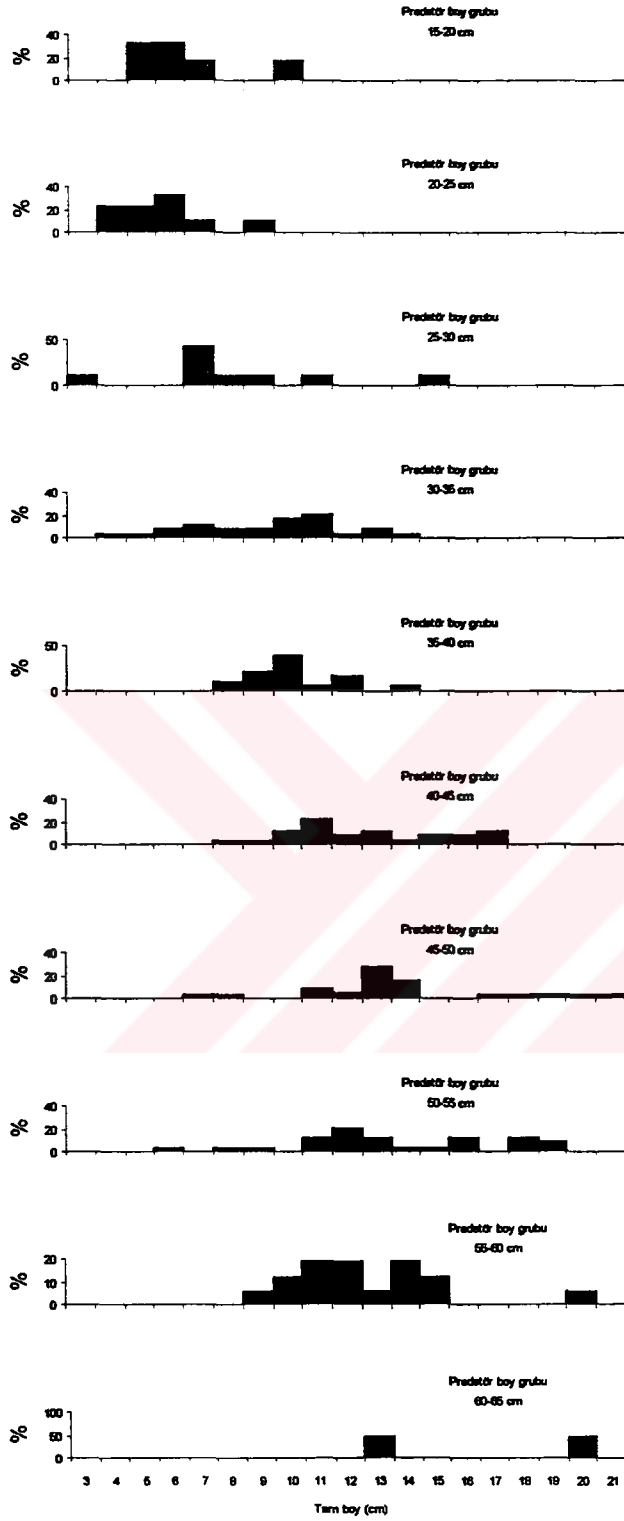 Predatör boy grubu
15-20 cm
%
40
20
0
Predatör boy grubu
20-25 cm
%
40
20
0
Predatör boy grubu
25-30 cm
%
50
0
Predatör boy grubu
30-35 cm
%
40
20
0
Predatör boy grubu
35-40 cm
%
50
0
Predatör boy grubu
40-45 cm
%
40
20
0
Predatör boy grubu
45-50 cm
%
40
20
0
Predatör boy grubu
50-55 cm
%
40
20
0
Predatör boy grubu
55-60 cm
%
20
10
0
Predatör boy grubu
60-65 cm
%
100
50
0
3 4 5 6 7 8 9 10 11 12 13 14 15 16 17 18 19 20 21
Tam boy (cm)